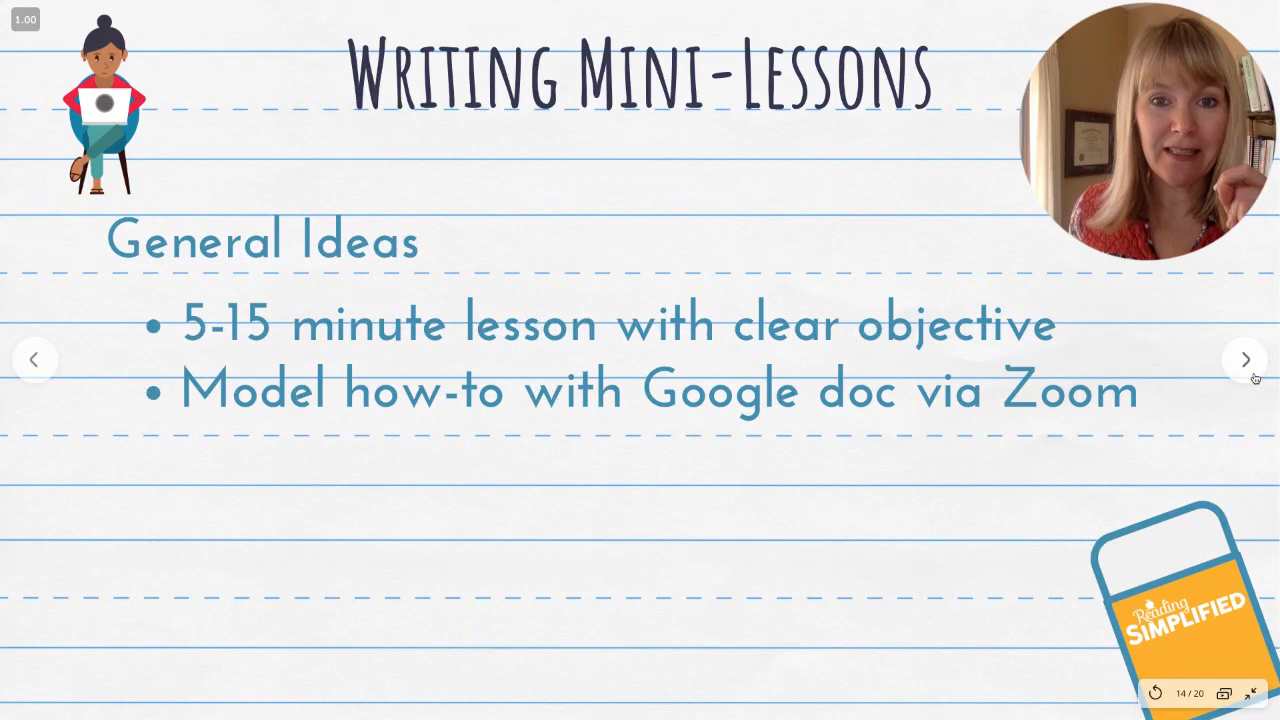 1.00
Writing Mini-Lessons
General Ideas
• 5-15 minute lesson with clear objective
• Model how-to with Google doc via Zoom
Reading
SIMPLIFIED
14 / 20